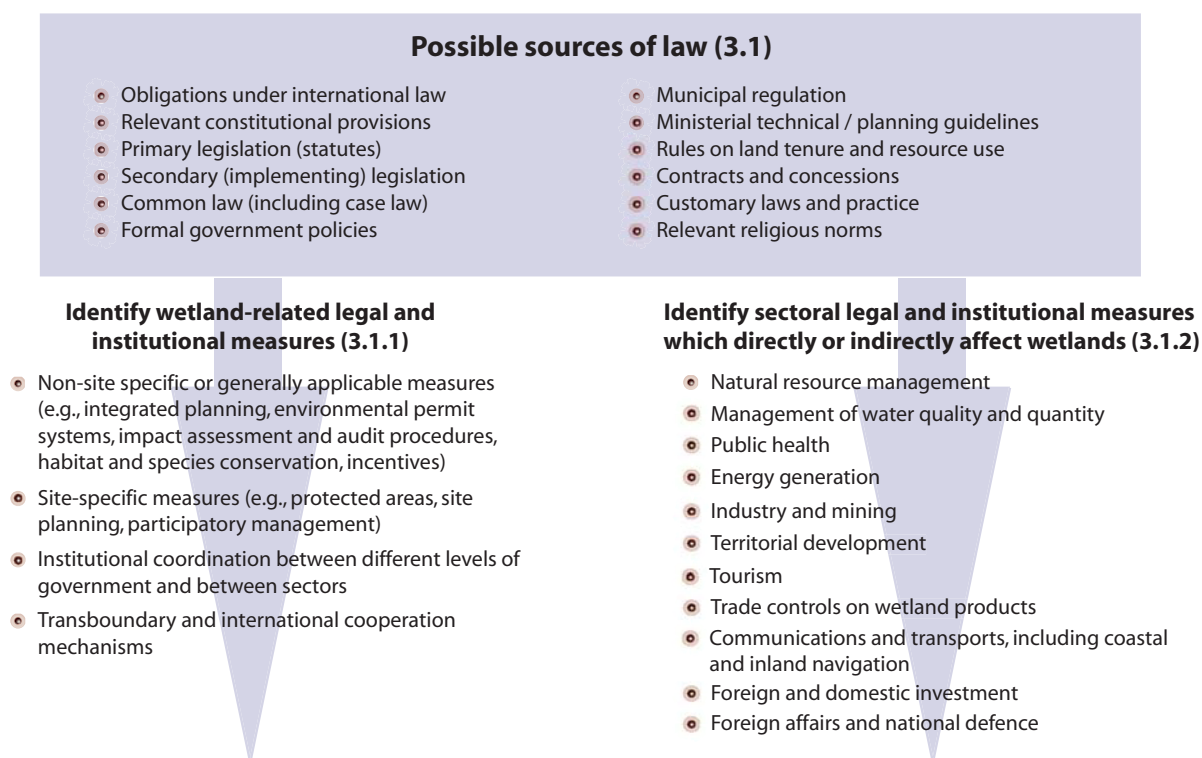 Possible sources of law (3.1)
Obligations under international law
Relevant constitutional provisions
Primary legislation (statutes)
Secondary (implementing) legislation
Common law (including case law)
Formal government policies
Municipal regulation
Ministerial technical / planning guidelines
Rules on land tenure and resource use
Contracts and concessions
Customary laws and practice
Relevant religious norms
Identify wetland-related legal and
institutional measures (3.1.1)
Non-site specific or generally applicable measures
(e.g., integrated planning, environmental permit
systems, impact assessment and audit procedures,
habitat and species conservation, incentives)
Site-specific measures (e.g., protected areas, site
planning, participatory management)
Institutional coordination between different levels of
government and between sectors
Transboundary and international cooperation
mechanisms
Identify sectoral legal and institutional measures
which directly or indirectly affect wetlands (3.1.2)
Natural resource management
Management of water quality and quantity
Public health
Energy generation
Industry and mining
Territorial development
Tourism
Trade controls on wetland products
Communications and transports, including coastal
and inland navigation
Foreign and domestic investment
Foreign affairs and national defence